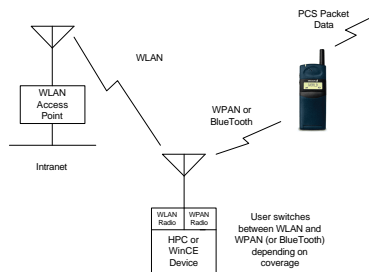 PCS Packet
Data
WLAN
WLAN
Access
Point
WPAN or
BlueTooth
Intranet
WLAN
Radio
WPAN
Radio
HPC or
WinCE
Device
User switches
between WLAN and
WPAN (or BlueTooth)
depending on
coverage